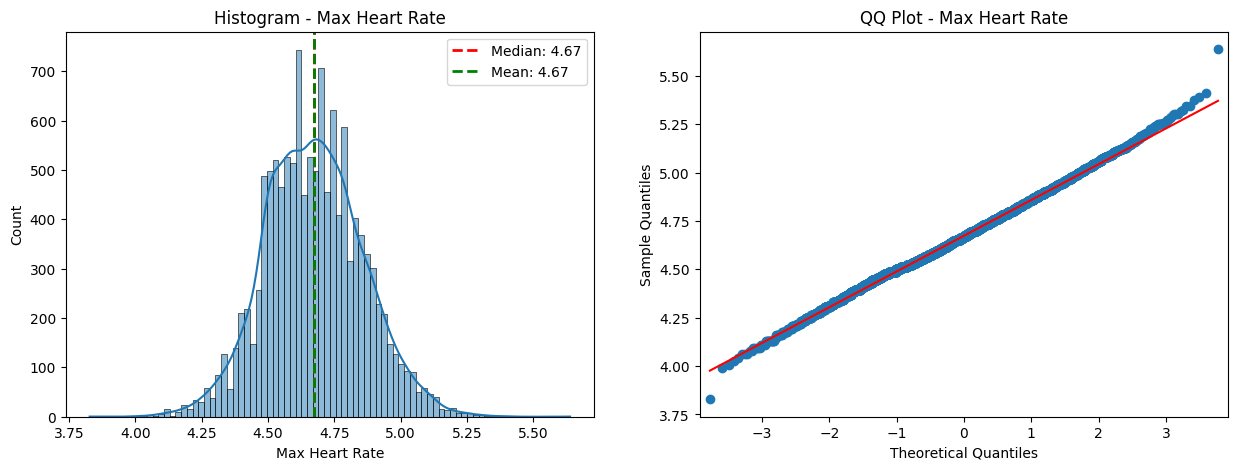 Histogram - Max Heart Rate
Median: 4.67
Mean: 4.67
700
600
500
400
300
200
100
0
Count
3.75 4.00 4.25 4.50 4.75 5.00 5.25 5.50
Max Heart Rate
QQ Plot - Max Heart Rate
5.50
5.25
5.00
4.75
4.50
4.25
4.00
3.75
Sample Quantiles
−3 −2 −1 0 1 2 3
Theoretical Quantiles